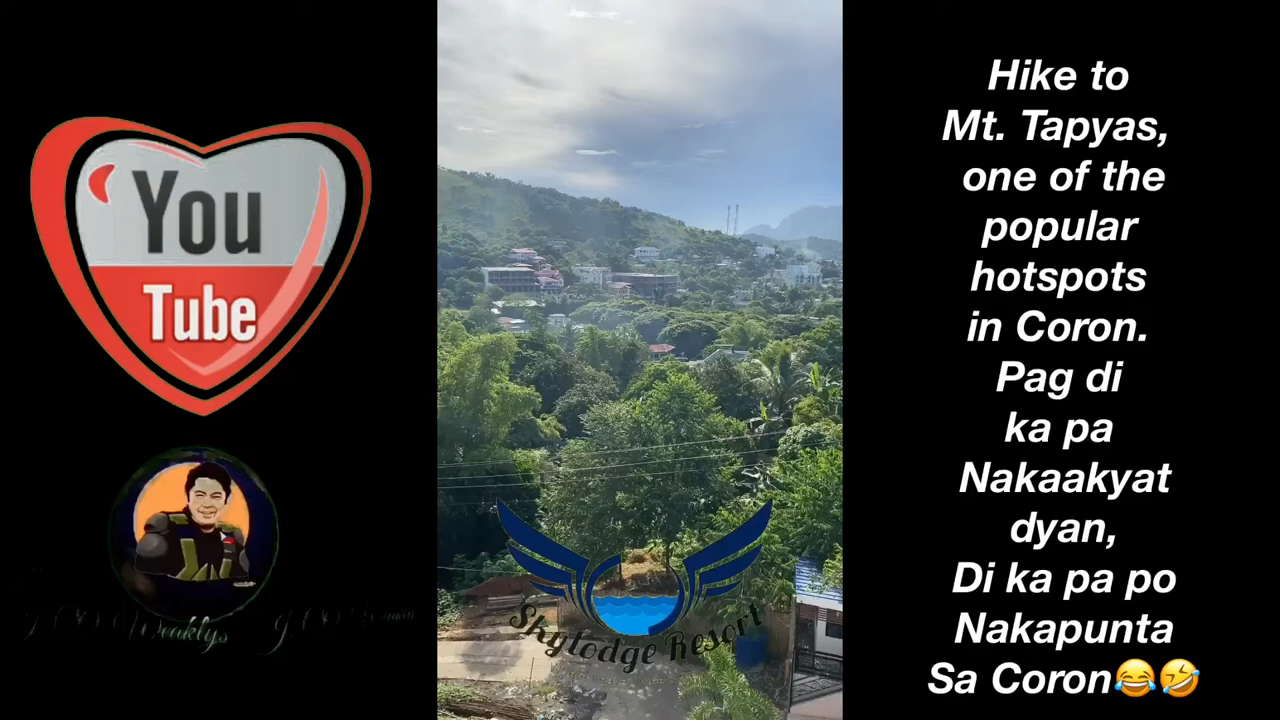 You
Tube
Weaklys
Skylodge Resort
Hike to
Mt. Tapyas,
one of the
popular
hotspots
in Coron.
Pag di
ka pa
Nakaakyat
dyan,
Di ka pa po
Nakapunta
Sa Coron😂🤣